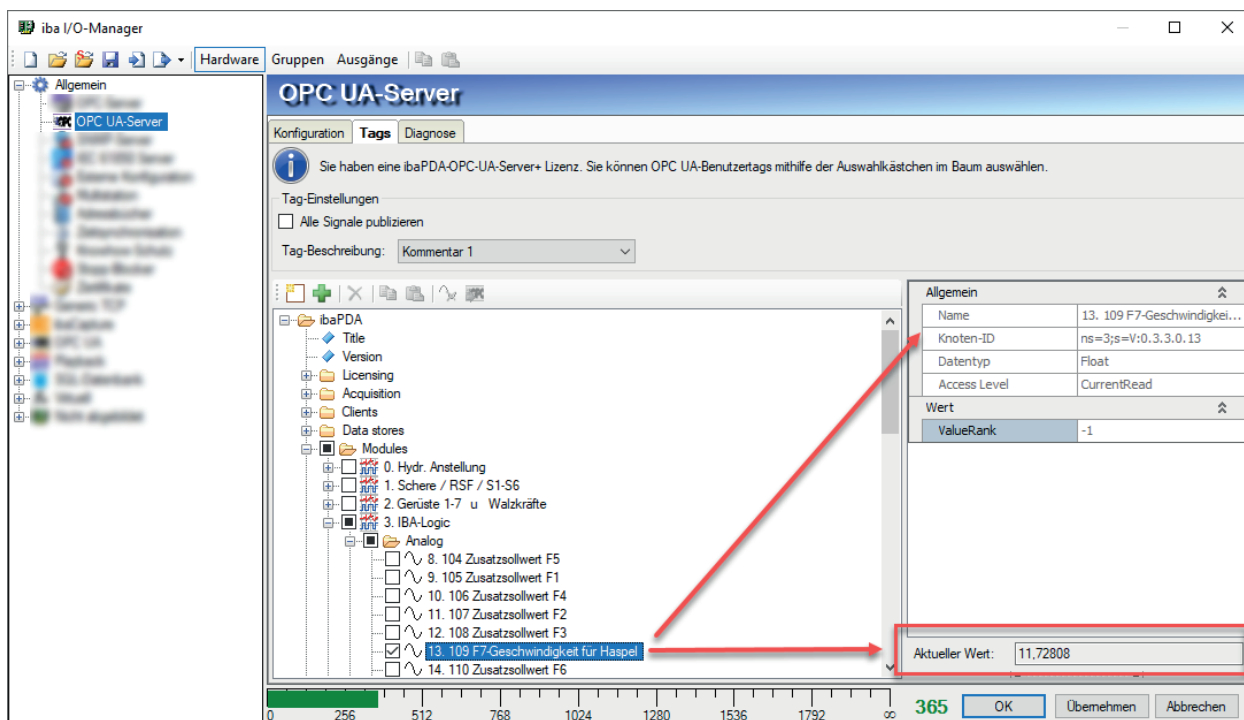 iba I/O-Manager
Hardware Gruppen Ausgänge
Allgemein
OPC UA-Server
OPC UA-Server
Konfiguration Tags Diagnose
Sie haben eine ibaPDA-OPC-UA-Server+ Lizenz. Sie können OPC UA-Benutzertags mithilfe der Auswahlkästchen im Baum auswählen.
Tag-Einstellungen
Alle Signale publizieren
Tag-Beschreibung: Kommentar 1
ibaPDA
Title
Version
Licensing
Acquisition
Clients
Data stores
Modules
0. Hydr. Anstellung
1. Schere / RSF / S1-S6
2. Gerüste 1-7 u Walzkräfte
3. IBA-Logic
Analog
8. 104 Zusatzsollwert F5
9. 105 Zusatzsollwert F1
10. 106 Zusatzsollwert F4
11. 107 Zusatzsollwert F2
12. 108 Zusatzsollwert F3
13. 109 F7-Geschwindigkeit für Haspel
14. 110 Zusatzsollwert F6
Allgemein
Name 13. 109 F7-Geschwindigkei...
Knoten-ID ns=3;s=V:0.3.3.0.13
Datentyp Float
Access Level CurrentRead
Wert
ValueRank -1
Aktueller Wert: 11,72808
0 256 512 768 1024 1280 1536 1792 ∞
365 OK Übernehmen Abbrechen